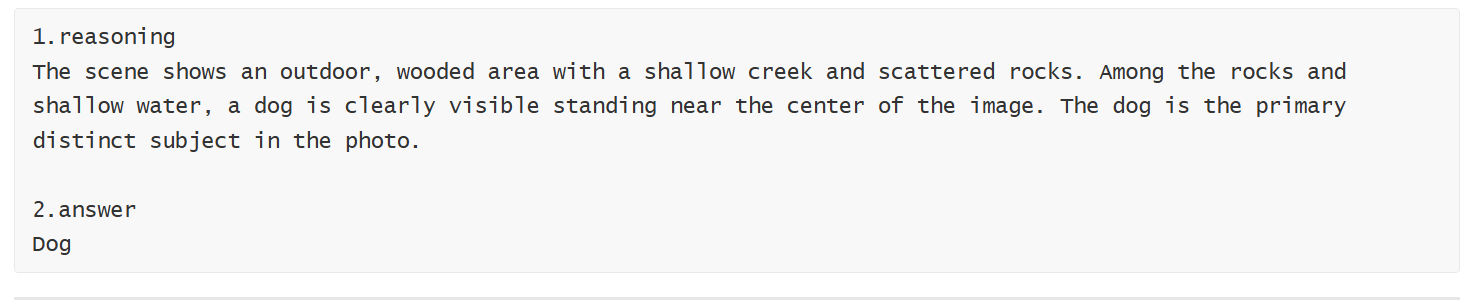 1.reasoning
The scene shows an outdoor, wooded area with a shallow creek and scattered rocks. Among the rocks and
shallow water, a dog is clearly visible standing near the center of the image. The dog is the primary
distinct subject in the photo.
2.answer
Dog